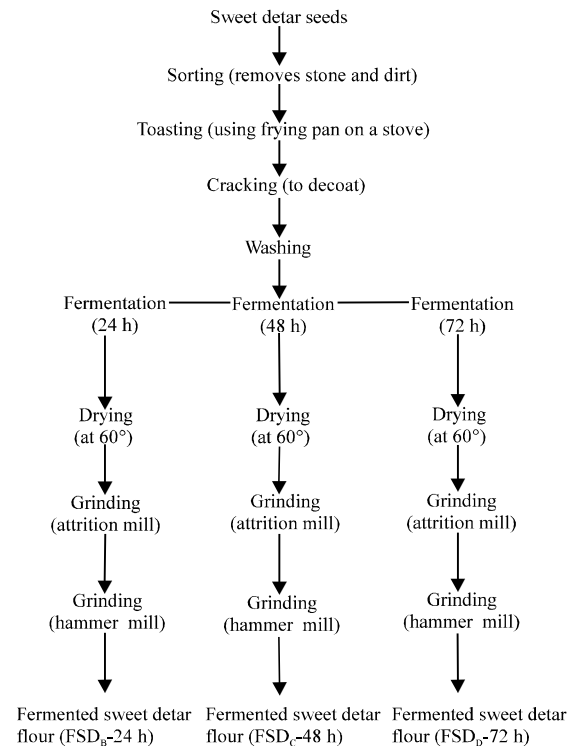 Sweet detar seeds
Sorting (removes stone and dirt)
Toasting (using frying pan on a stove)
Cracking (to decoat)
Washing
Fermentation
(24 h)
Fermentation
(48 h)
Fermentation
(72 h)
Drying
(at 60°)
Drying
(at 60°)
Drying
(at 60°)
Grinding
(attrition mill)
Grinding
(attrition mill)
Grinding
(attrition mill)
Grinding
(hammer mill)
Grinding
(hammer mill)
Grinding
(hammer mill)
Fermented sweet detar
flour (FSD_B-24 h)
Fermented sweet detar
flour (FSD_C-48 h)
Fermented sweet detar
flour (FSD_D-72 h)